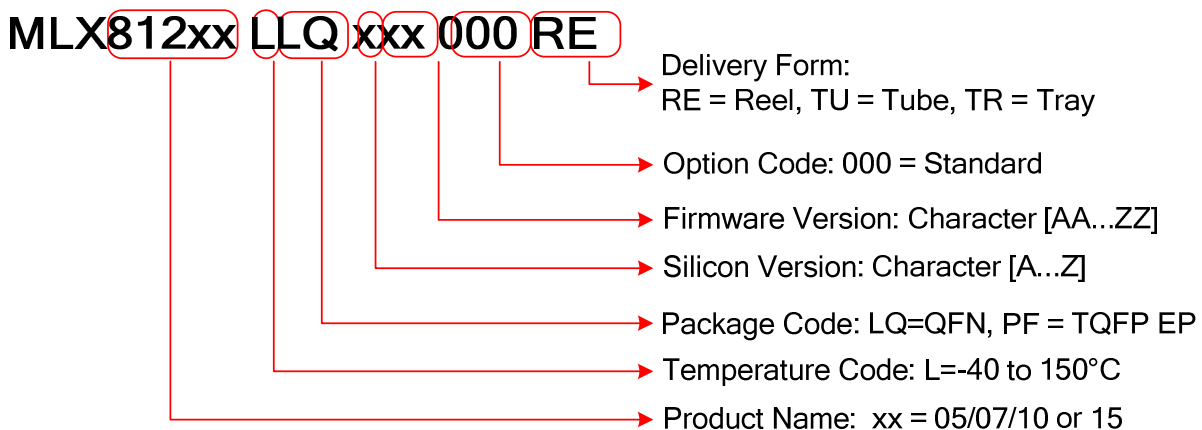 MLX812xx LLQ xxx 000 RE
Delivery Form:
RE = Reel, TU = Tube, TR = Tray
Option Code: 000 = Standard
Firmware Version: Character [AA...ZZ]
Silicon Version: Character [A...Z]
Package Code: LQ=QFN, PF = TQFP EP
Temperature Code: L=-40 to 150°C
Product Name: xx = 05/07/10 or 15